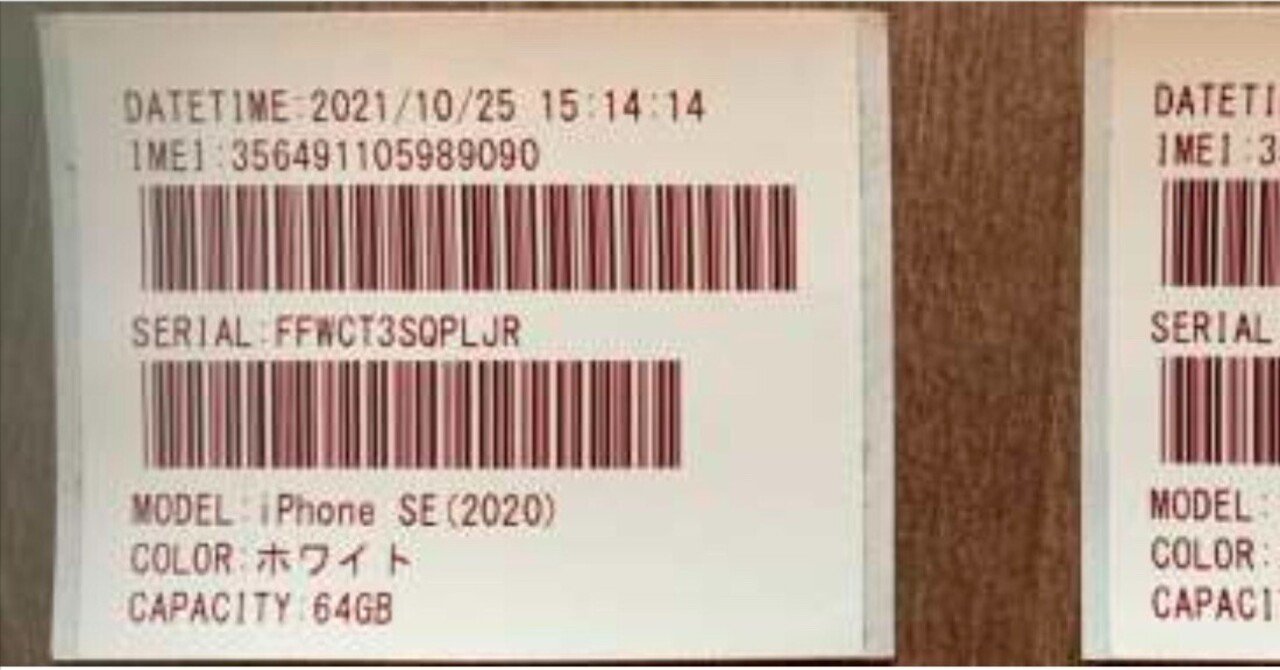 DATETIME:2021/10/25 15:14:14
IMEI:356491105989090
SERIAL:FFWCT3SQPLJR
MODEL:iPhone SE(2020)
COLOR:ホワイト
CAPACITY:64GB
DATETI
IMEI:3
SERIAL
MODEL:
COLOR:
CAPACI